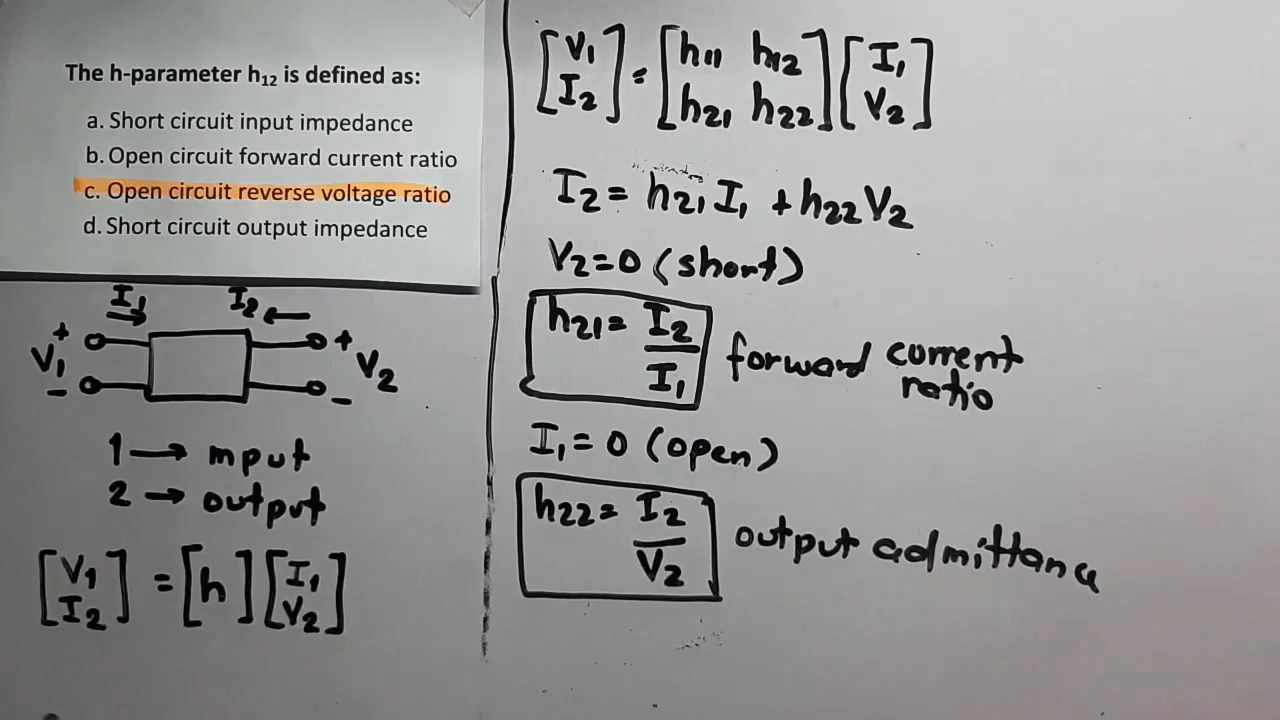 The h-parameter h₁₂ is defined as:
a. Short circuit input impedance
b. Open circuit forward current ratio
c. Open circuit reverse voltage ratio
d. Short circuit output impedance
I₁ I₂
+ V₁ - + V₂ -
1 → input
2 → output
[V₁ I₂] = [h] [I₁ V₂]
[V₁ I₂] = [h₁₁ h₁₂ h₂₁ h₂₂] [I₁ V₂]
I₂ = h₂₁ I₁ + h₂₂ V₂
V₂ = 0 (short)
h₂₁ = I₂ / I₁ forward current
ratio
I₁ = 0 (open)
h₂₂ = I₂ / V₂ output admittance